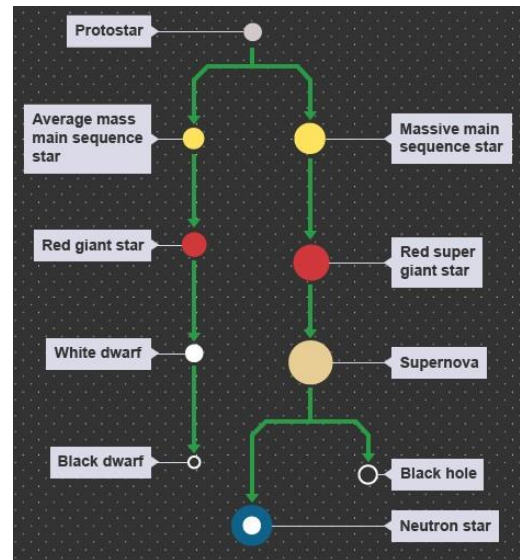 Protostar
Average mass
main sequence
star
Massive main
sequence star
Red giant star
Red super
giant star
White dwarf
Supernova
Black dwarf
Black hole
Neutron star